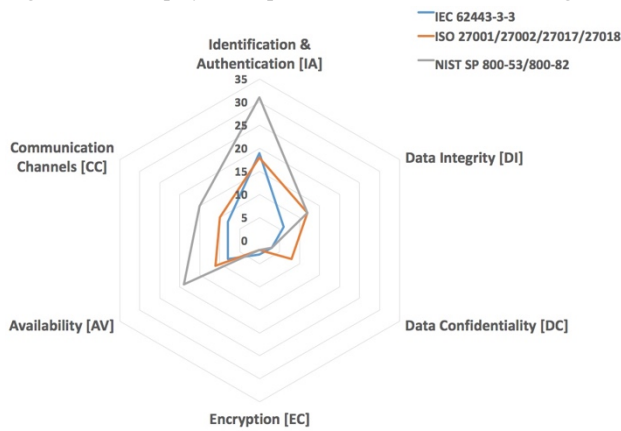 IEC 62443-3-3
ISO 27001/27002/27017/27018
NIST SP 800-53/800-82
Identification &
Authentication [IA]
35
30
25
20
15
10
5
0
Communication
Channels [CC]
Data Integrity [DI]
Availability [AV]
Data Confidentiality [DC]
Encryption [EC]